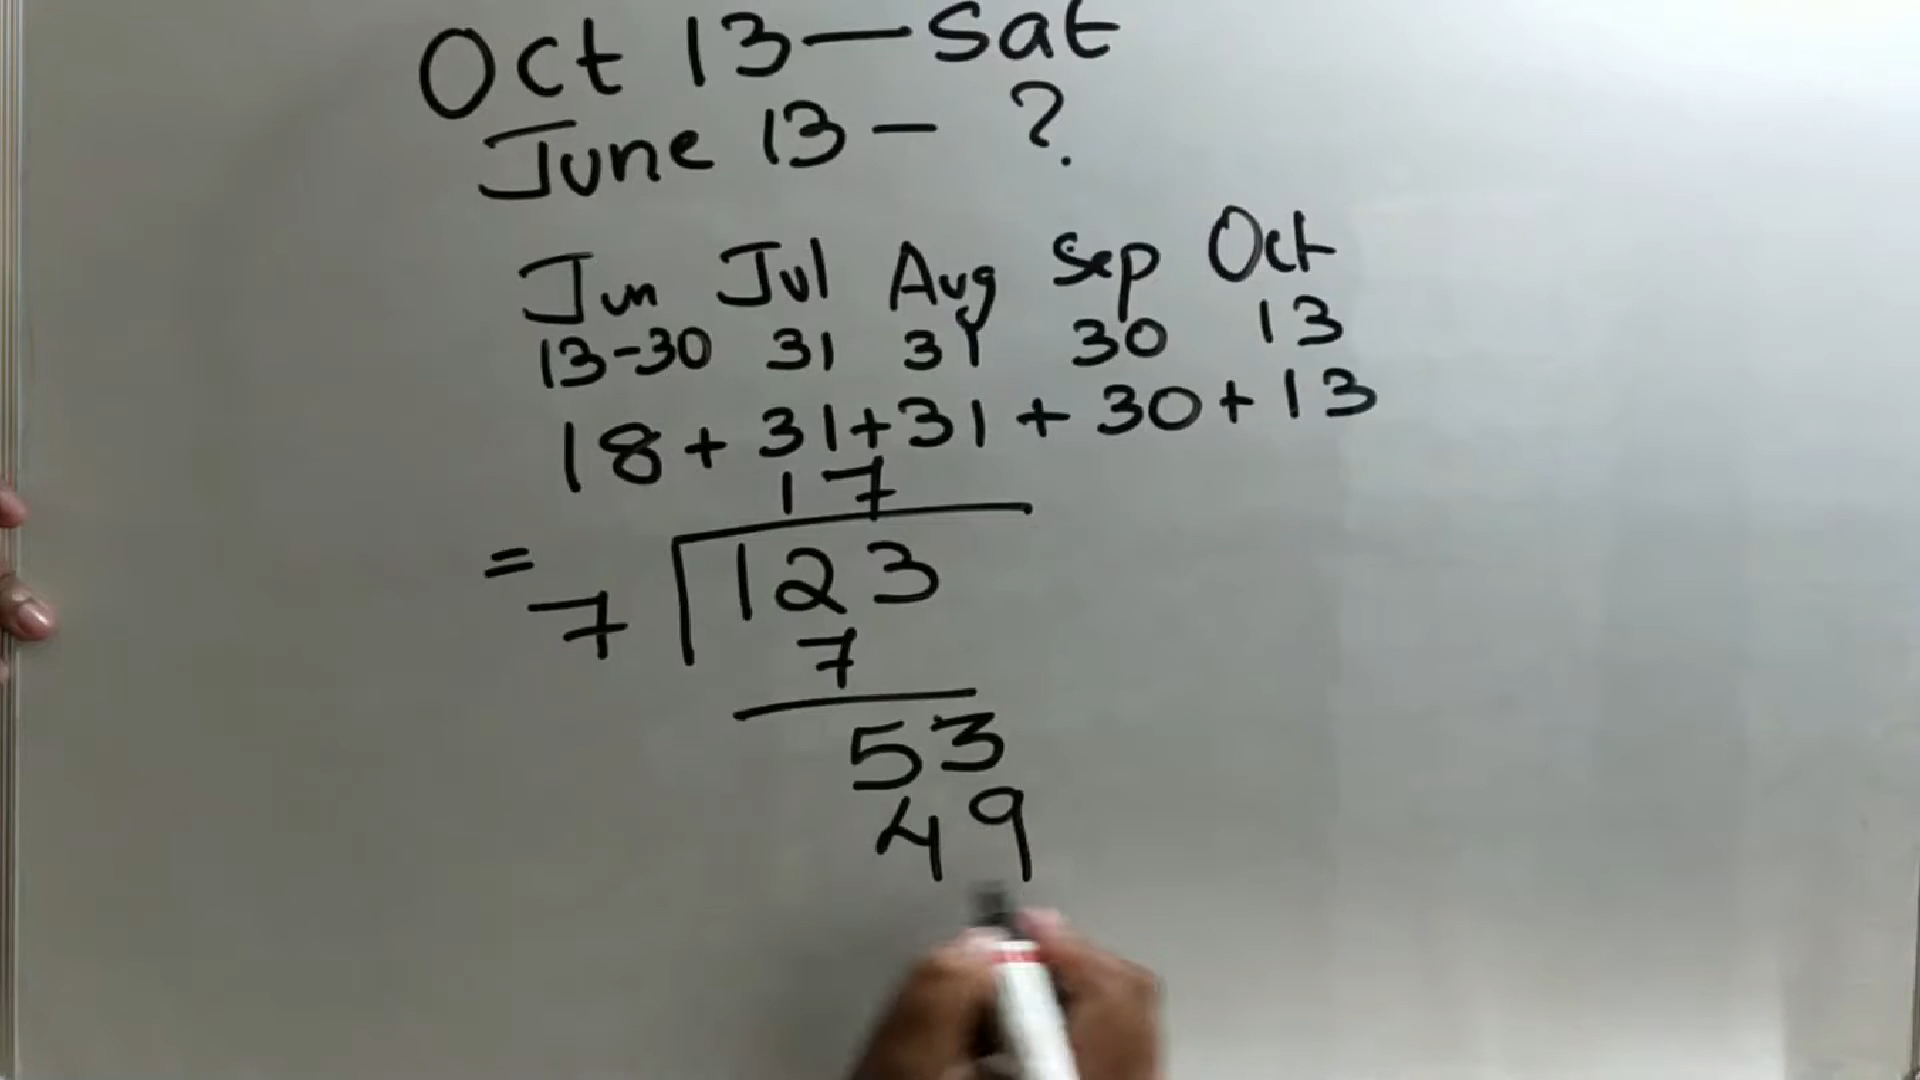 Oct 13 — Sat
June 13 - ?
Jun Jul Aug Sep Oct
13-30 31 31 30 13
18 + 31 + 31 + 30 + 13
17
= 7 123
7
53
49